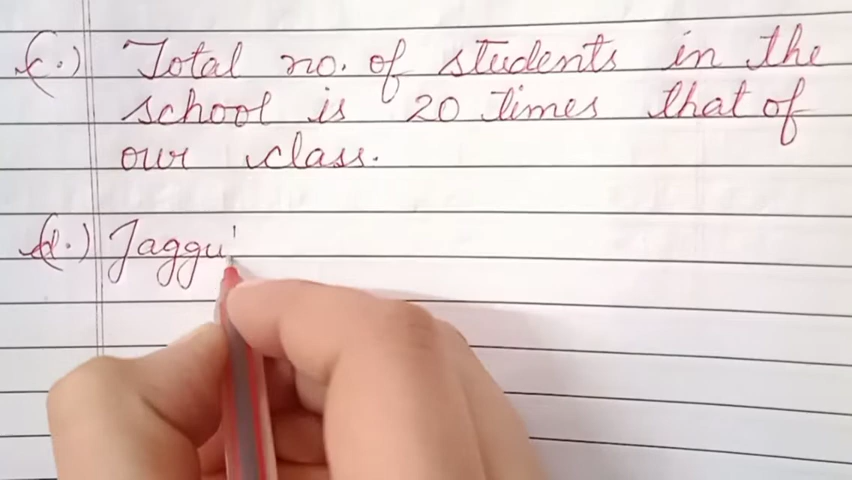 (c.) Total no. of students in the
school is 20 times that of
our class.
(d.) Jaggu'